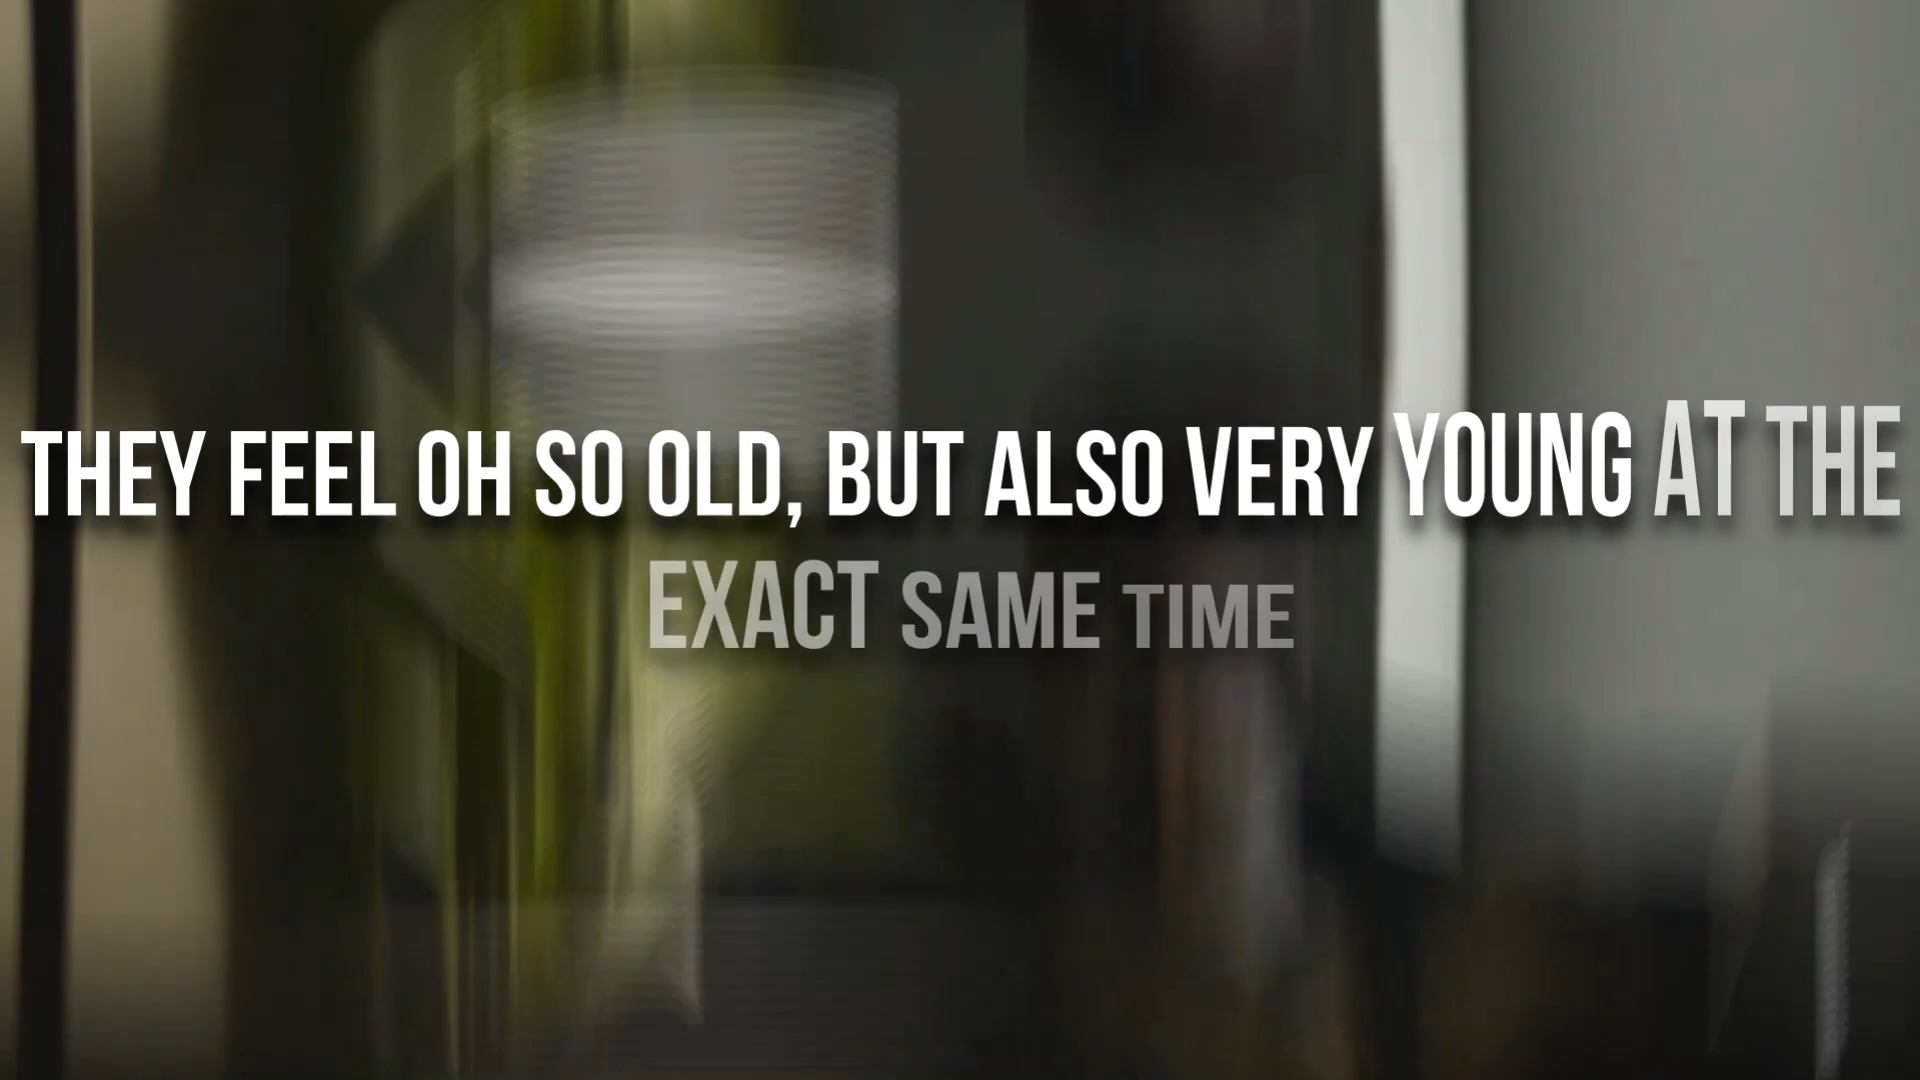 THEY FEEL OH SO OLD, BUT ALSO VERY YOUNG AT THE
EXACT SAME TIME